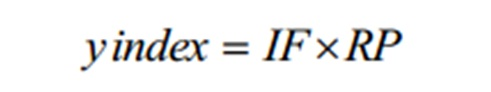 y index = IF × RP